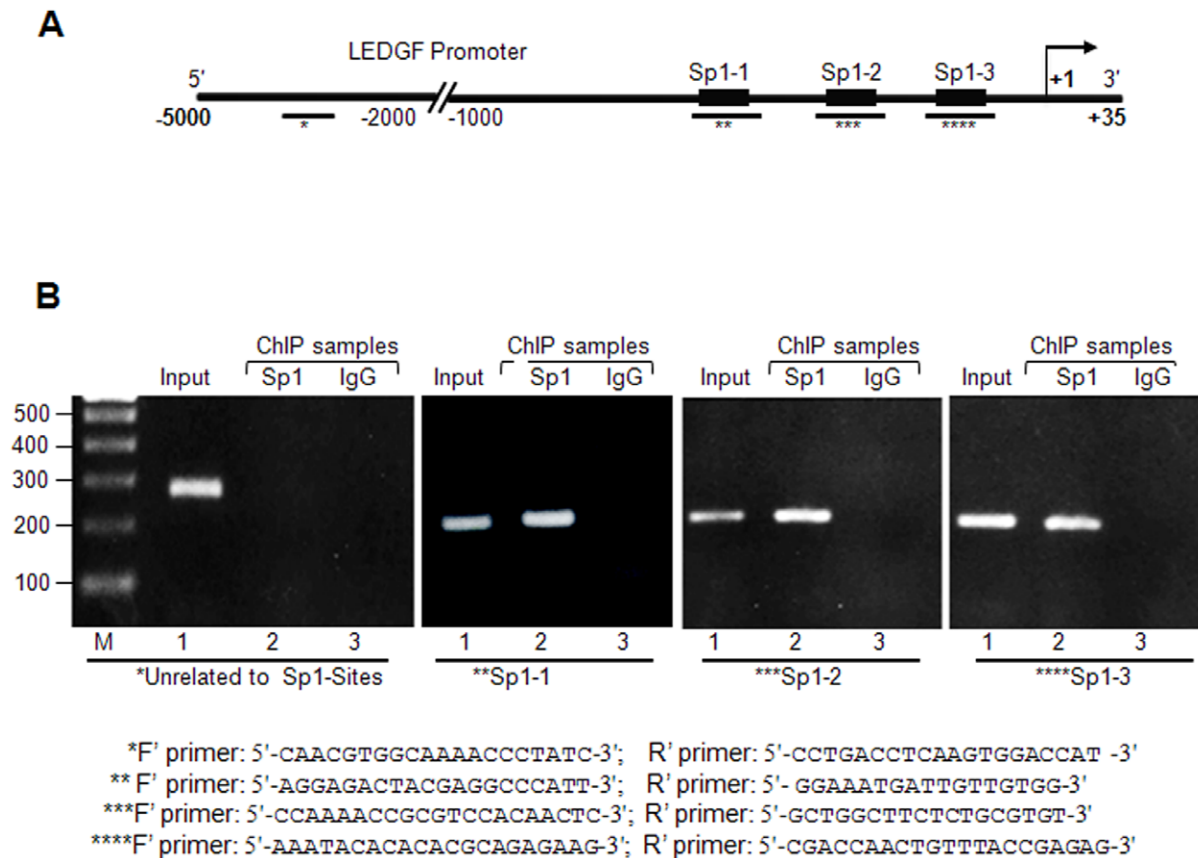 A
LEDGF Promoter
Sp1-1 Sp1-2 Sp1-3
5' +1 3'
-5000 * -2000 -1000 ** *** **** +35
B
ChIP samples ChIP samples ChIP samples ChIP samples
Input Sp1 IgG Input Sp1 IgG Input Sp1 IgG Input Sp1 IgG
500
400
300
200
100
M 1 2 3 1 2 3 1 2 3 1 2 3
*Unrelated to Sp1-Sites **Sp1-1 ***Sp1-2 ****Sp1-3
*F' primer: 5'-CAACGTGGCAAAACCCTATC-3'; R' primer: 5'-CCTGACCTCAAGTGGACCAT -3'
** F' primer: 5'-AGGAGACTACGAGGCCCATT-3'; R' primer: 5'- GGAAATGATTGTTGTGG-3'
***F' primer: 5'-CCAAAACCGCGTCCACAACTC-3'; R' primer: 5'-GCTGGCTTCTCTGCGTGT-3'
****F' primer: 5'-AAATACACACACGCAGAGAAG-3'; R' primer: 5'-CGACCAACTGTTTACCGAGAG-3'